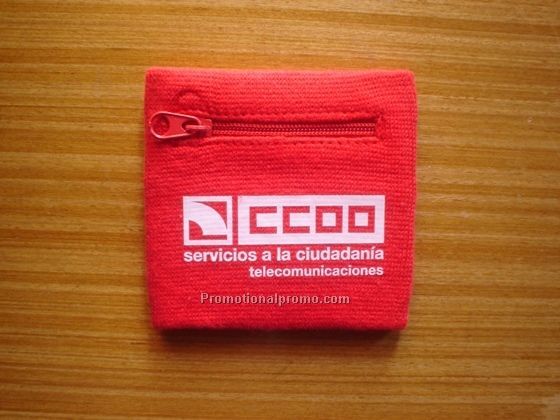 CCOO
servicios a la ciudadanía
telecomunicaciones
Promotionalpromo.com